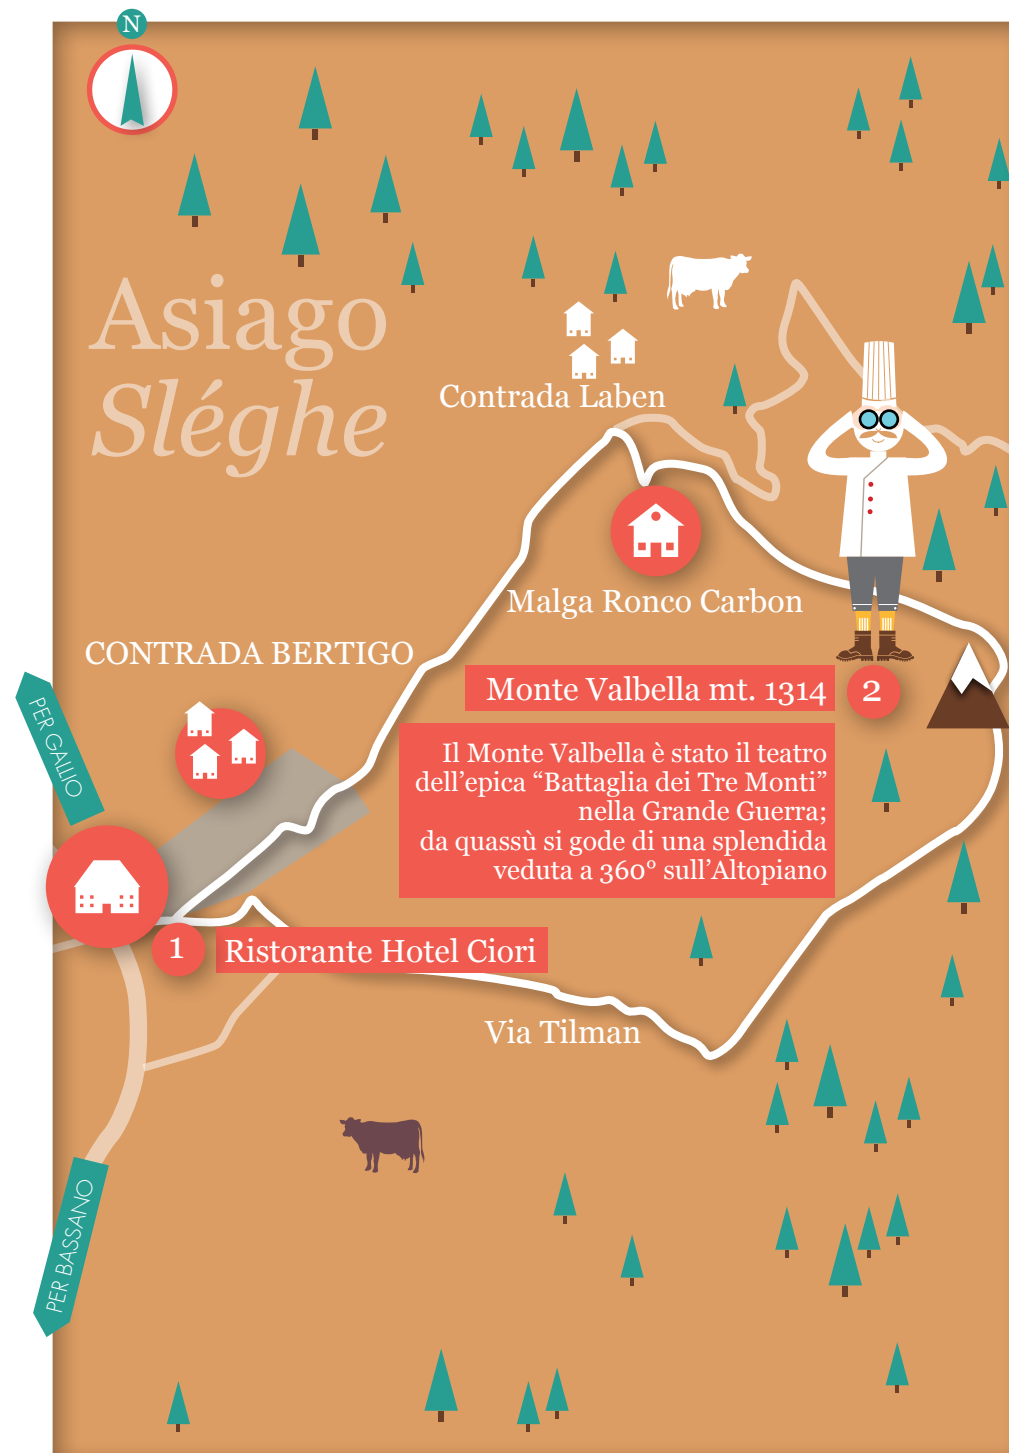 N
Asiago
Sléghe
Contrada Laben
Malga Ronco Carbon
CONTRADA BERTIGO
PER GALLIO
Monte Valbella mt. 1314
2
Il Monte Valbella è stato il teatro
dell’epica “Battaglia dei Tre Monti”
nella Grande Guerra;
da quassù si gode di una splendida
veduta a 360° sull’Altopiano
1
Ristorante Hotel Ciori
Via Tilman
PER BASSANO